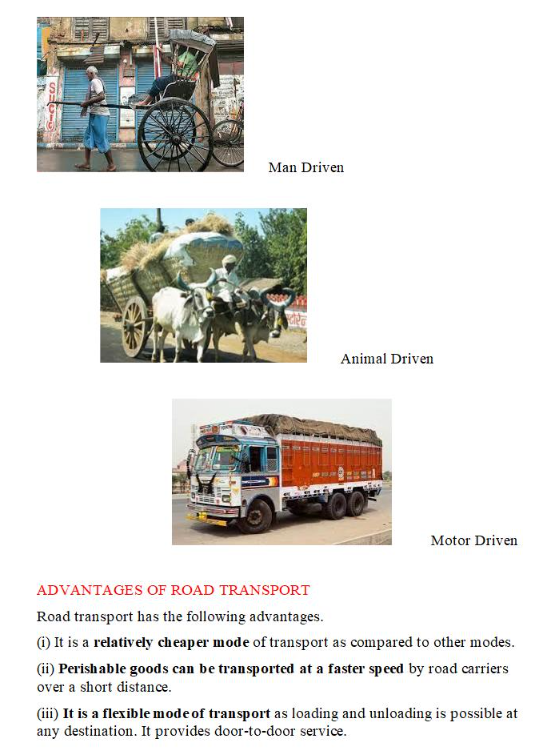 SUCIC
Man Driven
Animal Driven
Motor Driven
ADVANTAGES OF ROAD TRANSPORT
Road transport has the following advantages.
(i) It is a relatively cheaper mode of transport as compared to other modes.
(ii) Perishable goods can be transported at a faster speed by road carriers
over a short distance.
(iii) It is a flexible mode of transport as loading and unloading is possible at
any destination. It provides door-to-door service.